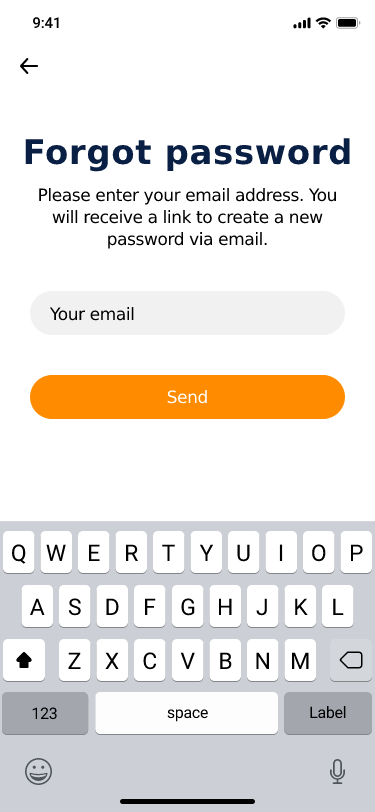 9:41
Forgot password
Please enter your email address. You
will receive a link to create a new
password via email.
Your email
Send
Q W E R T Y U I O P
A S D F G H J K L
Z X C V B N M
123 space Label